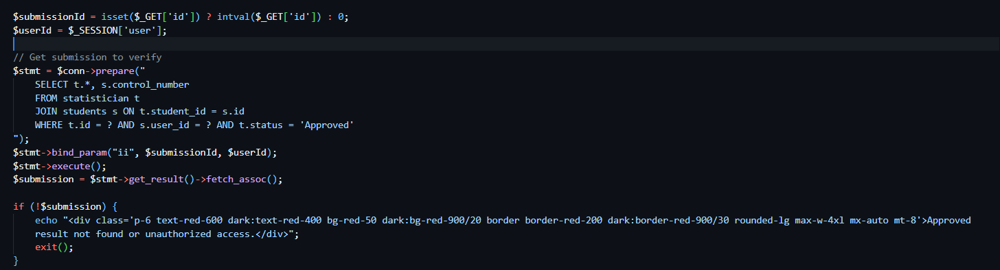 $submissionId = isset($_GET['id']) ? intval($_GET['id']) : 0;
$userId = $_SESSION['user'];
// Get submission to verify
$stmt = $conn->prepare("
    SELECT t.*, s.control_number
    FROM statistician t
    JOIN students s ON t.student_id = s.id
    WHERE t.id = ? AND s.user_id = ? AND t.status = 'Approved'
");
$stmt->bind_param("ii", $submissionId, $userId);
$stmt->execute();
$submission = $stmt->get_result()->fetch_assoc();
if (!$submission) {
    echo "<div class='p-6 text-red-600 dark:text-red-400 bg-red-50 dark:bg-red-900/20 border border-red-200 dark:border-red-900/30 rounded-lg max-w-4xl mx-auto mt-8'>Approved
    result not found or unauthorized access.</div>";
    exit();
}